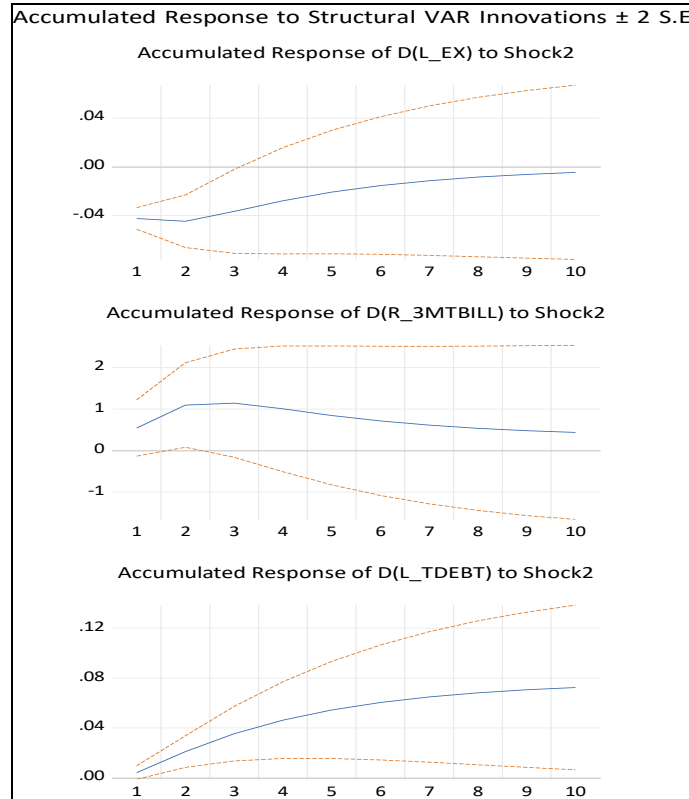 Accumulated Response to Structural VAR Innovations ± 2 S.E
Accumulated Response of D(L_EX) to Shock2
.04
.00
-.04
1 2 3 4 5 6 7 8 9 10
Accumulated Response of D(R_3MTBILL) to Shock2
2
1
0
-1
1 2 3 4 5 6 7 8 9 10
Accumulated Response of D(L_TDEBT) to Shock2
.12
.08
.04
.00
1 2 3 4 5 6 7 8 9 10